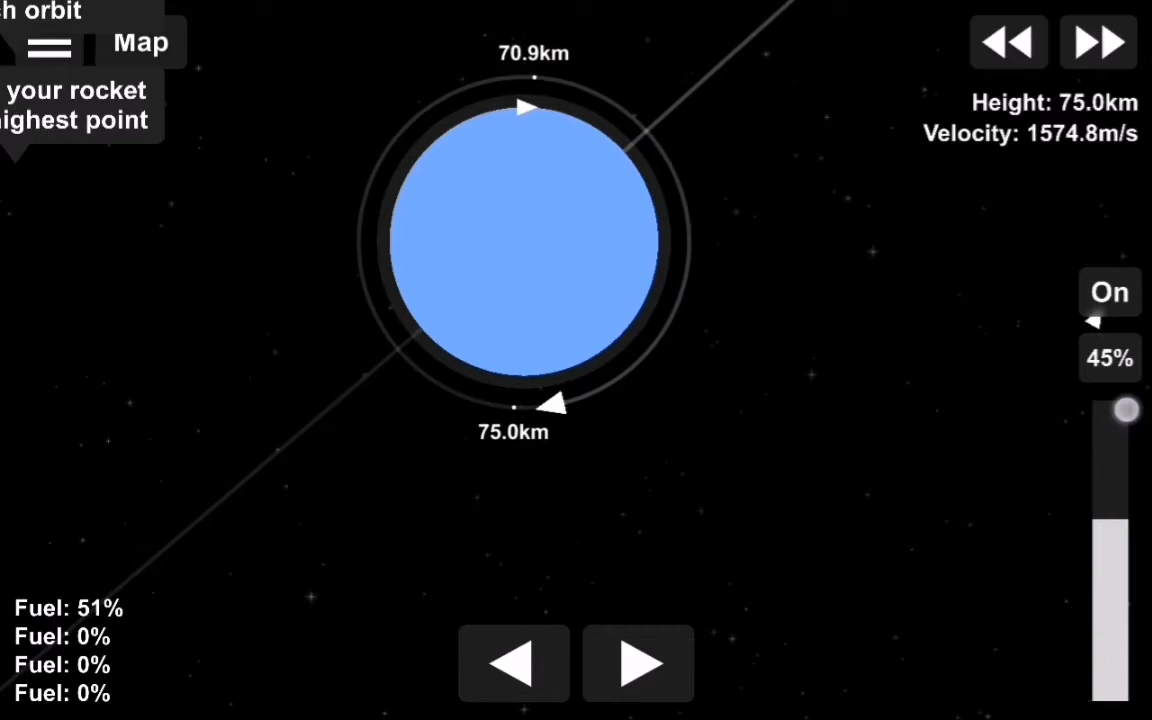 h orbit
Map
your rocket
highest point
70.9km
Height: 75.0km
Velocity: 1574.8m/s
On
45%
75.0km
Fuel: 51%
Fuel: 0%
Fuel: 0%
Fuel: 0%